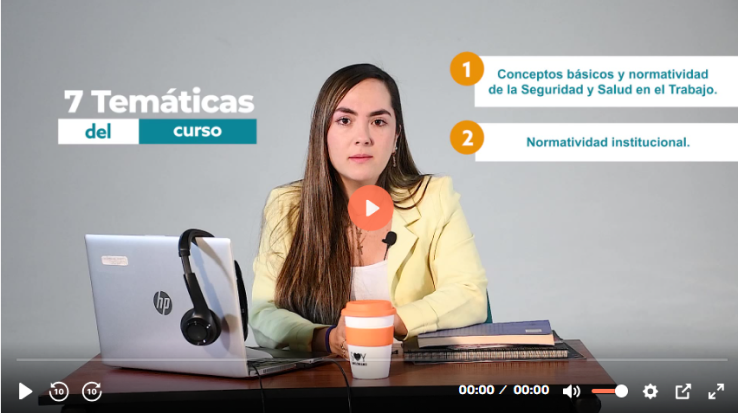 7 Temáticas
del curso
1 Conceptos básicos y normatividad
de la Seguridad y Salud en el Trabajo.
2 Normatividad institucional.
hp
10 10 00:00 / 00:00